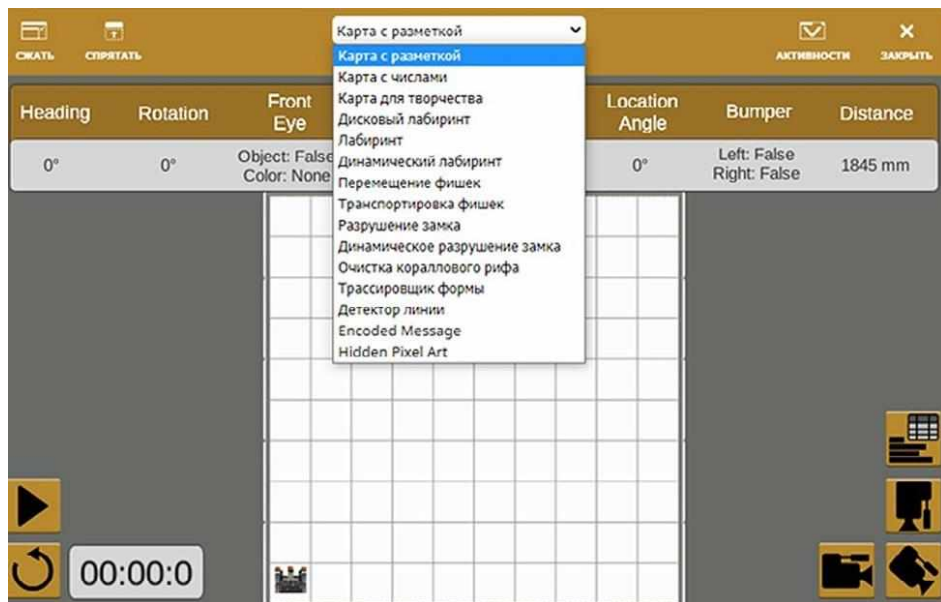 СЖАТЬ
СПРЯТАТЬ
Карта с разметкой
АКТИВНОСТИ
ЗАКРЫТЬ
Карта с разметкой
Карта с числами
Карта для творчества
Дисковый лабиринт
Лабиринт
Динамический лабиринт
Перемещение фишек
Транспортировка фишек
Разрушение замка
Динамическое разрушение замка
Очистка кораллового рифа
Трассировщик формы
Детектор линии
Encoded Message
Hidden Pixel Art
Heading
Rotation
Front
Eye
Location
Angle
Bumper
Distance
0°
0°
Object: False
Color: None
0°
Left: False
Right: False
1845 mm
00:00:0